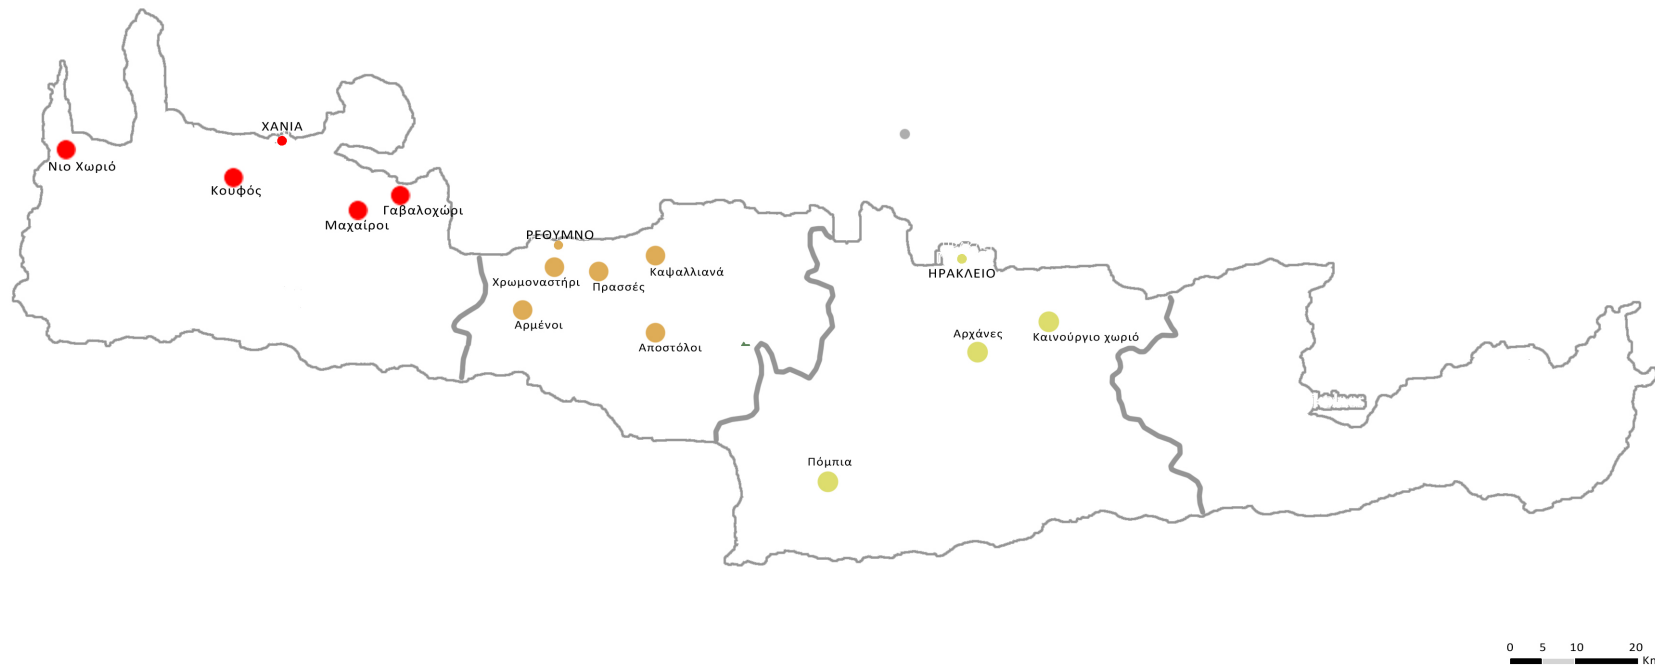 ΧΑΝΙΑ
Νιο Χωριό
Κουφός
Γαβαλοχώρι
Μαχαίροι
ΡΕΘΥΜΝΟ
Χρωμοναστήρι
Πρασσές
Καψαλλιανά
Αρμένοι
Αποστόλοι
ΗΡΑΚΛΕΙΟ
Αρχάνες
Καινούργιο χωριό
Πόμπια
0 5 10 20